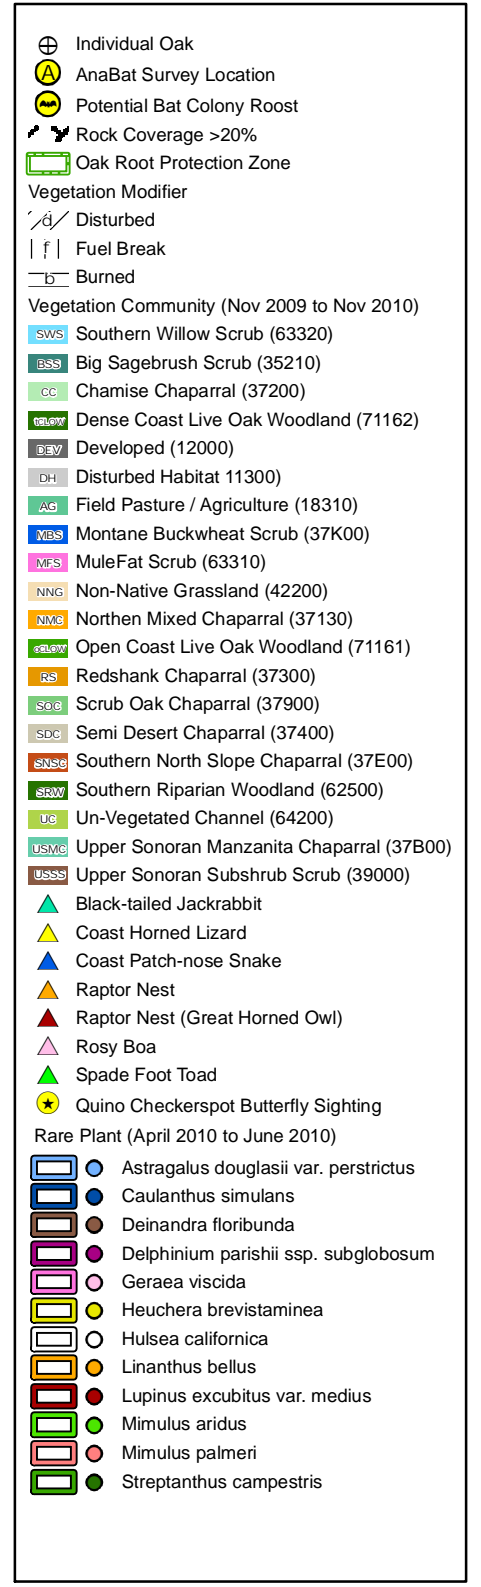 Individual Oak
A AnaBat Survey Location
Potential Bat Colony Roost
Rock Coverage >20%
Oak Root Protection Zone
Vegetation Modifier
d Disturbed
f Fuel Break
b Burned
Vegetation Community (Nov 2009 to Nov 2010)
SWS Southern Willow Scrub (63320)
BSS Big Sagebrush Scrub (35210)
CC Chamise Chaparral (37200)
Dense Coast Live Oak Woodland (71162)
DEV Developed (12000)
DH Disturbed Habitat 11300)
AG Field Pasture / Agriculture (18310)
MBS Montane Buckwheat Scrub (37K00)
MFS MuleFat Scrub (63310)
NNG Non-Native Grassland (42200)
NMC Northen Mixed Chaparral (37130)
oCLOW Open Coast Live Oak Woodland (71161)
RS Redshank Chaparral (37300)
SOC Scrub Oak Chaparral (37900)
SDC Semi Desert Chaparral (37400)
SNSC Southern North Slope Chaparral (37E00)
SRW Southern Riparian Woodland (62500)
UC Un-Vegetated Channel (64200)
USMC Upper Sonoran Manzanita Chaparral (37B00)
USSS Upper Sonoran Subshrub Scrub (39000)
Black-tailed Jackrabbit
Coast Horned Lizard
Coast Patch-nose Snake
Raptor Nest
Raptor Nest (Great Horned Owl)
Rosy Boa
Spade Foot Toad
Quino Checkerspot Butterfly Sighting
Rare Plant (April 2010 to June 2010)
Astragalus douglasii var. perstrictus
Caulanthus simulans
Deinandra floribunda
Delphinium parishii ssp. subglobosum
Geraea viscida
Heuchera brevistaminea
Hulsea californica
Linanthus bellus
Lupinus excubitus var. medius
Mimulus aridus
Mimulus palmeri
Streptanthus campestris